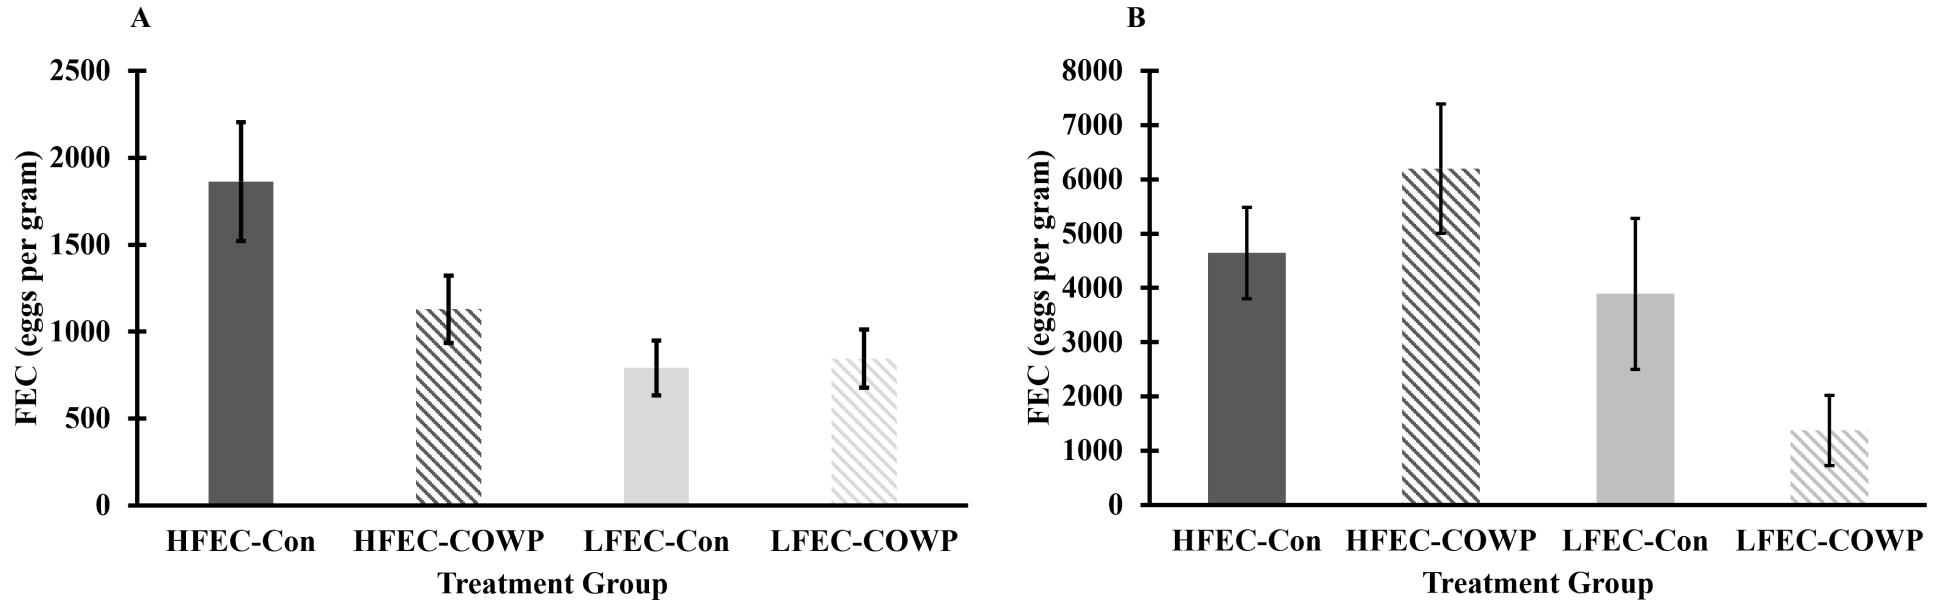 A
FEC (eggs per gram)
2500
2000
1500
1000
500
0
HFEC-Con HFEC-COWP LFEC-Con LFEC-COWP
Treatment Group
B
FEC (eggs per gram)
8000
7000
6000
5000
4000
3000
2000
1000
0
HFEC-Con HFEC-COWP LFEC-Con LFEC-COWP
Treatment Group